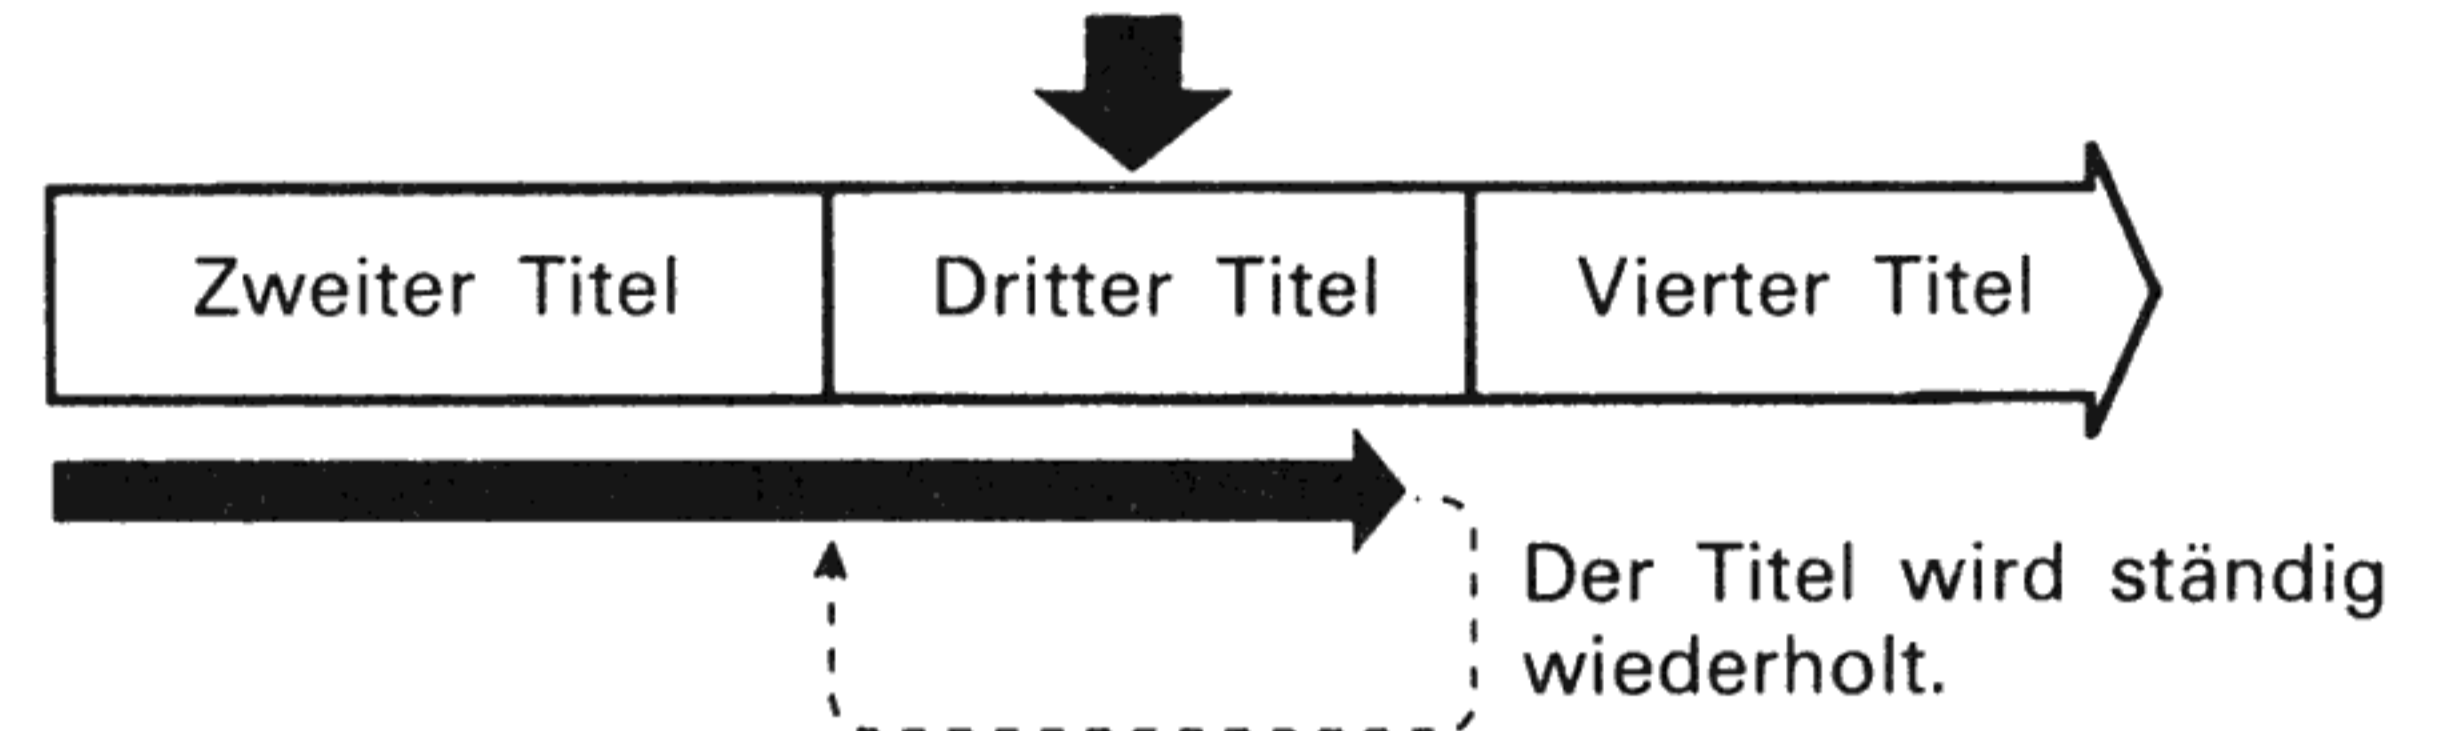 Zweiter Titel Dritter Titel Vierter Titel
Der Titel wird ständig
wiederholt.